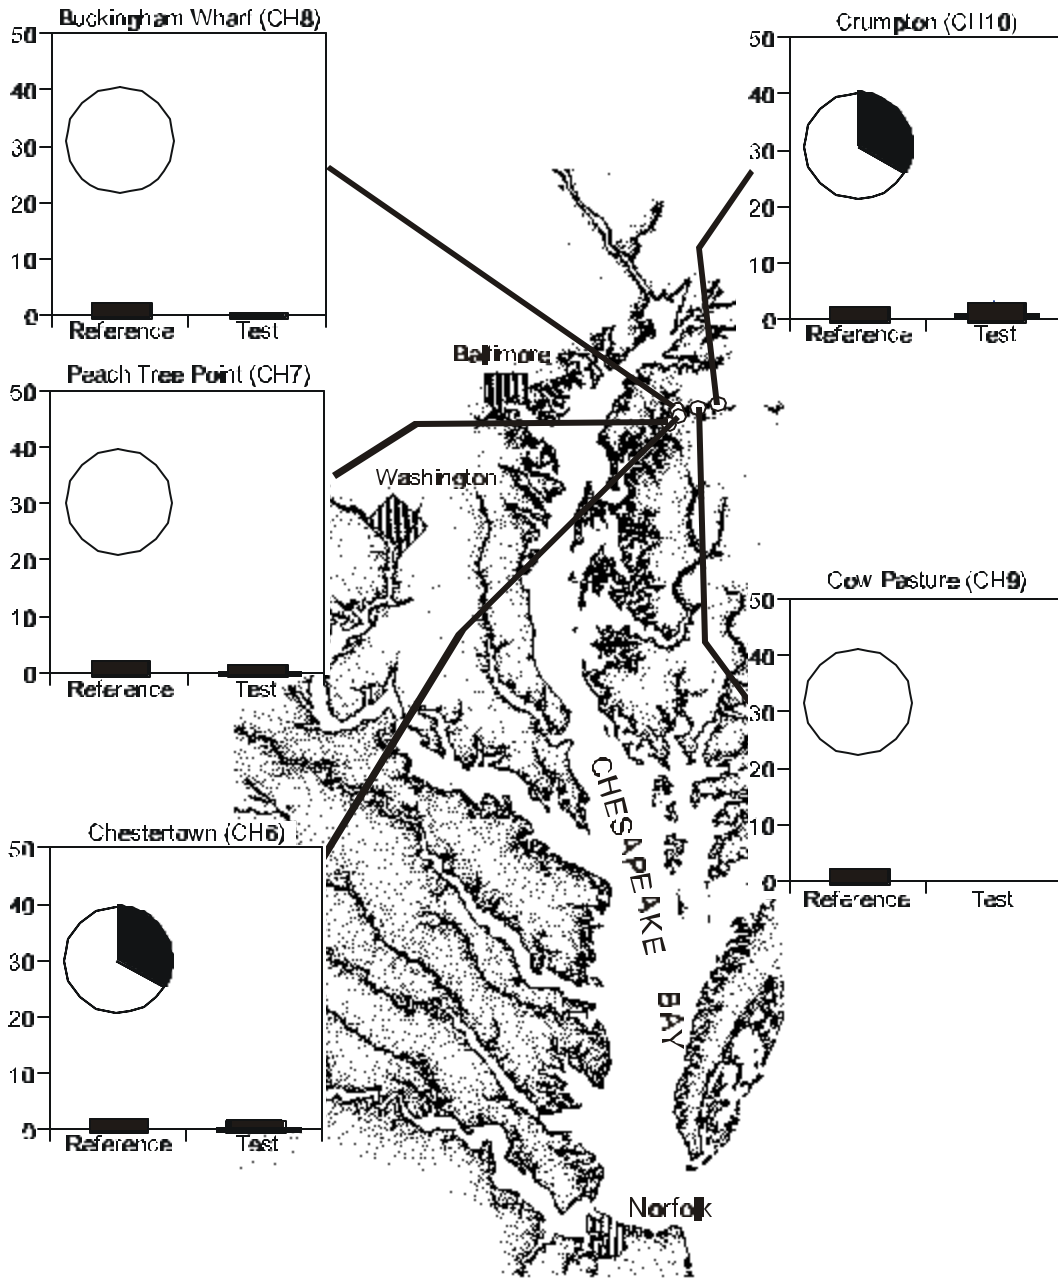 Buckingham Wharf (CH8)
50
40
30
20
10
0
Reference Test
Crumpton (CH10)
50
40
30
20
10
0
Reference Test
Baltimore
Peach Tree Point (CH7)
50
40
30
20
10
0
Reference Test
Washington
Cow Pasture (CH9)
50
40
30
20
10
0
Reference Test
CHESAPEAKE BAY
Chestertown (CH6)
50
40
30
20
10
0
Reference Test
Norfolk